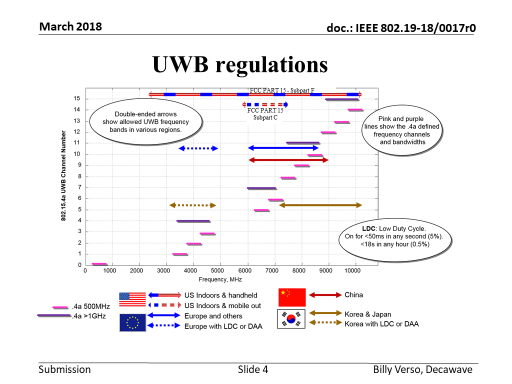 March 2018
doc.: IEEE 802.19-18/0017r0
UWB regulations
FCC PART 15 - Subpart F
FCC PART 15
Subpart C
Double-ended arrows
show allowed UWB frequency
bands in various regions.
Pink and purple
lines show the .4a defined
frequency channels
and bandwidths
LDC: Low Duty Cycle.
On for <50ms in any second (5%).
<18s in any hour (0.5%)
802.15.4a UWB Channel Number
15
14
13
12
11
10
9
8
7
6
5
4
3
2
1
0
0 1000 2000 3000 4000 5000 6000 7000 8000 9000 10000
Frequency, MHz
.4a 500MHz
.4a >1GHz
US Indoors & handheld
US Indoors & mobile out
Europe and others
Europe with LDC or DAA
China
Korea & Japan
Korea with LDC or DAA
Submission
Slide 4
Billy Verso, Decawave